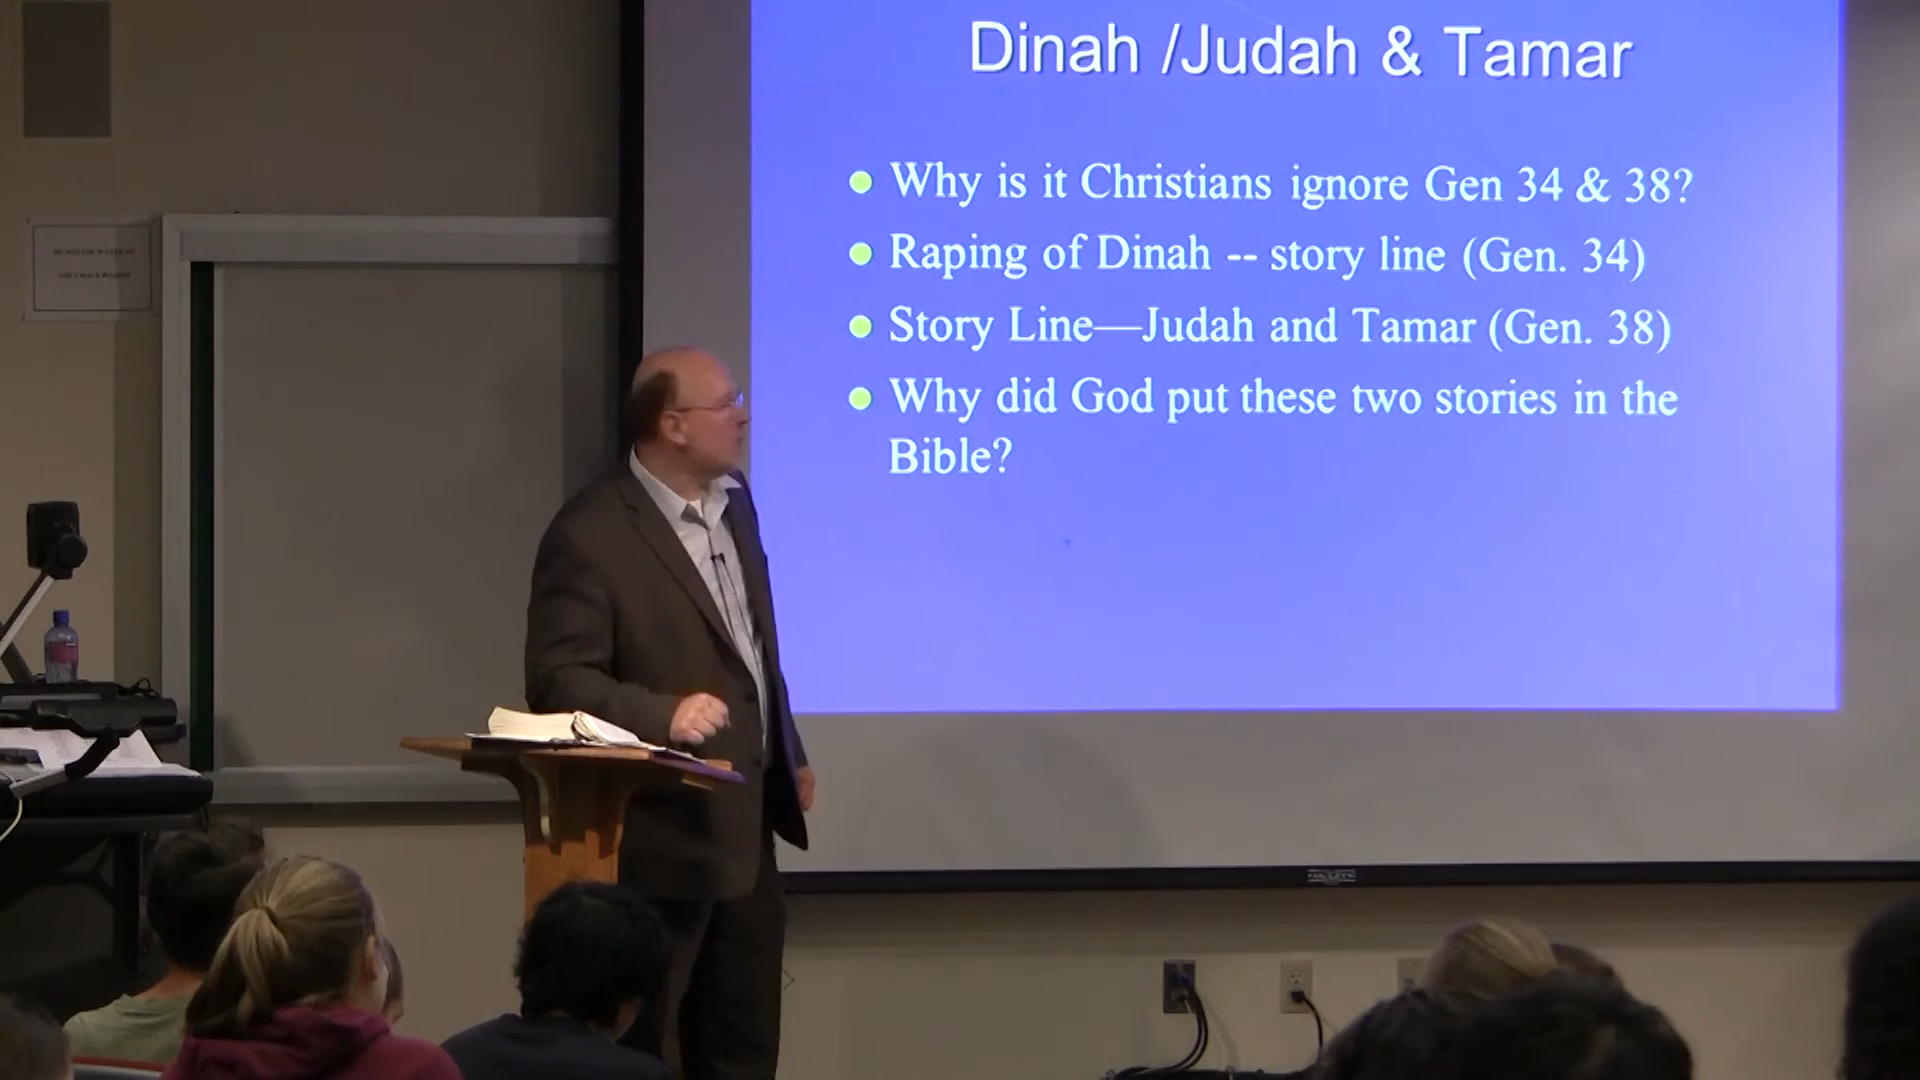 Dinah /Judah & Tamar
Why is it Christians ignore Gen 34 & 38?
Raping of Dinah -- story line (Gen. 34)
Story Line—Judah and Tamar (Gen. 38)
Why did God put these two stories in the
Bible?